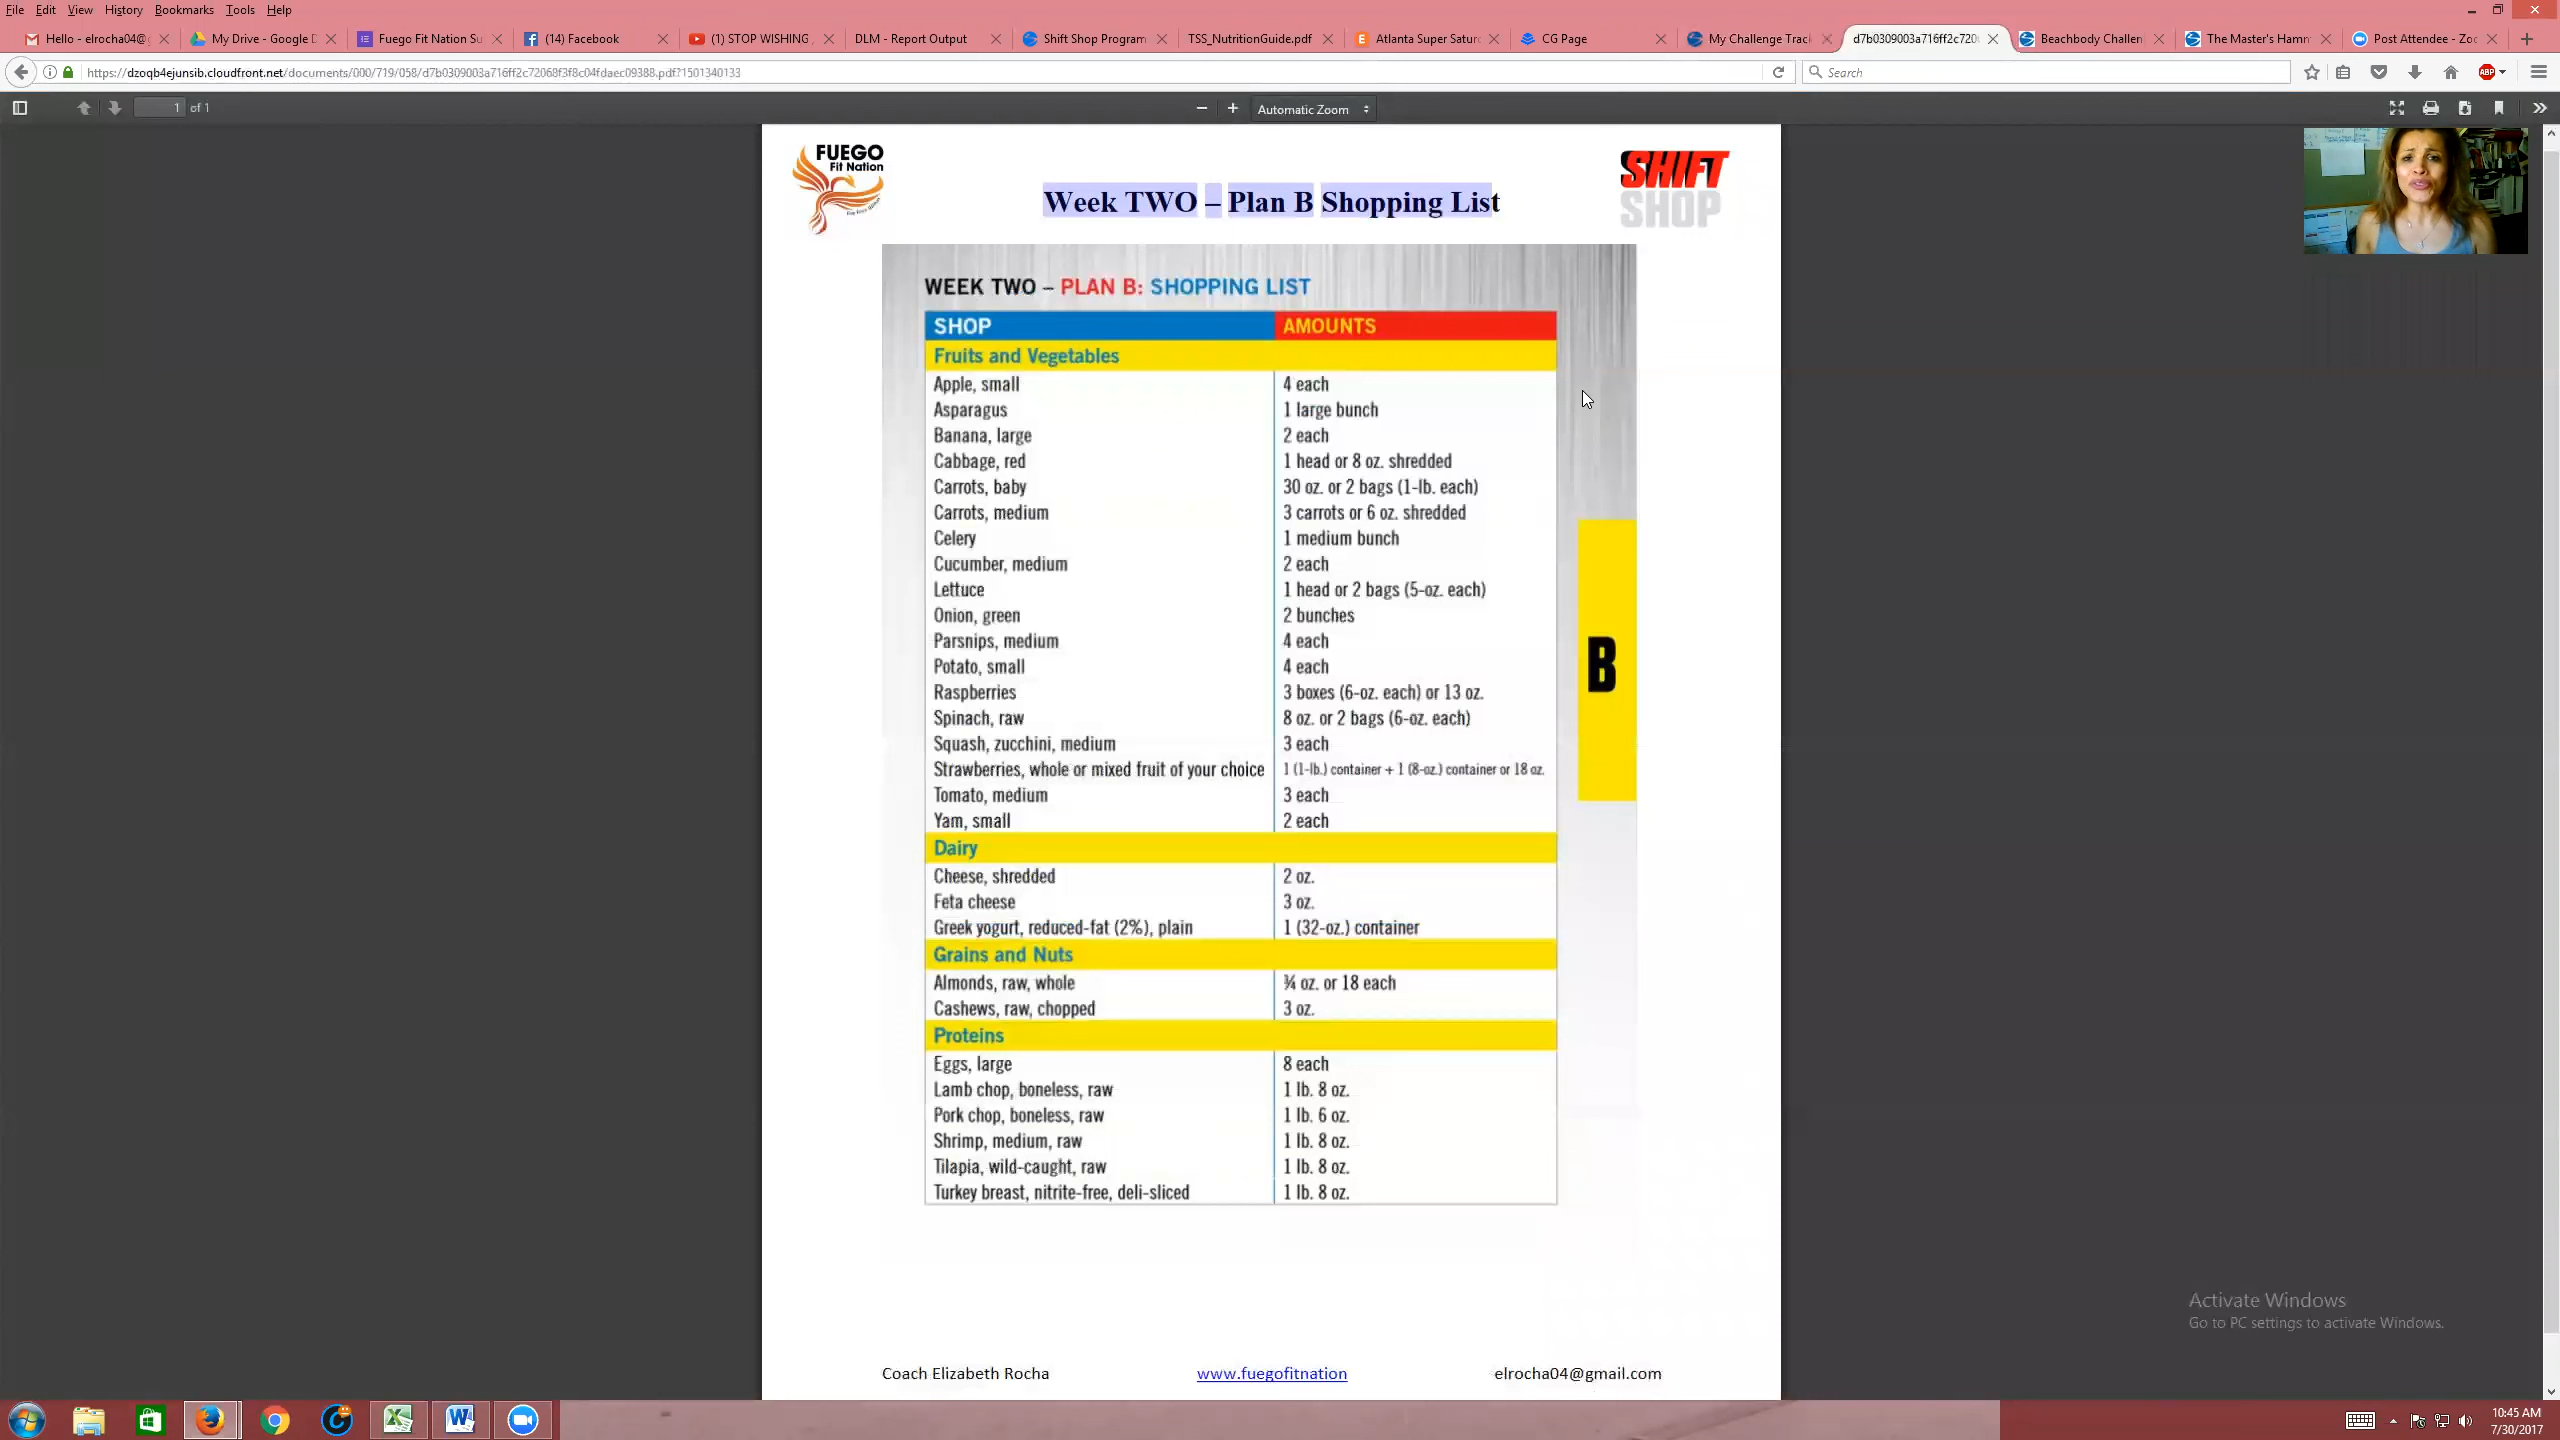 File Edit View History Bookmarks Tools Help
Hello - elrocha04@g
My Drive - Google D
Fuego Fit Nation Su
(14) Facebook
(1) STOP WISHING
DLM - Report Output
Shift Shop Program
TSS_NutritionGuide.pdf
Atlanta Super Satur
CG Page
My Challenge Track
d7b0309003a716ff2c720
Beachbody Challen
The Master's Hamm
Post Attendee - Zoo
https://dzoqb4ejunsib.cloudfront.net/documents/000/719/058/d7b0309003a716ff2c72068f3f8c04fdaec09388.pdf?1501340133
Search
ABP
1 of 1
Automatic Zoom
FUEGO
Fit Nation
SHIFT
SHOP
Week TWO – Plan B Shopping List
WEEK TWO – PLAN B: SHOPPING LIST
SHOP AMOUNTS
Fruits and Vegetables
Apple, small 4 each
Asparagus 1 large bunch
Banana, large 2 each
Cabbage, red 1 head or 8 oz. shredded
Carrots, baby 30 oz. or 2 bags (1-lb. each)
Carrots, medium 3 carrots or 6 oz. shredded
Celery 1 medium bunch
Cucumber, medium 2 each
Lettuce 1 head or 2 bags (5-oz. each)
Onion, green 2 bunches
Parsnips, medium 4 each
Potato, small 4 each
Raspberries 3 boxes (6-oz. each) or 13 oz.
Spinach, raw 8 oz. or 2 bags (6-oz. each)
Squash, zucchini, medium 3 each
Strawberries, whole or mixed fruit of your choice 1 (1-lb.) container + 1 (8-oz.) container or 18 oz.
Tomato, medium 3 each
Yam, small 2 each
Dairy
Cheese, shredded 2 oz.
Feta cheese 3 oz.
Greek yogurt, reduced-fat (2%), plain 1 (32-oz.) container
Grains and Nuts
Almonds, raw, whole ¾ oz. or 18 each
Cashews, raw, chopped 3 oz.
Proteins
Eggs, large 8 each
Lamb chop, boneless, raw 1 lb. 8 oz.
Pork chop, boneless, raw 1 lb. 6 oz.
Shrimp, medium, raw 1 lb. 8 oz.
Tilapia, wild-caught, raw 1 lb. 8 oz.
Turkey breast, nitrite-free, deli-sliced 1 lb. 8 oz.
B
Activate Windows
Go to PC settings to activate Windows.
Coach Elizabeth Rocha www.fuegofitnation elrocha04@gmail.com
10:45 AM
7/30/2017